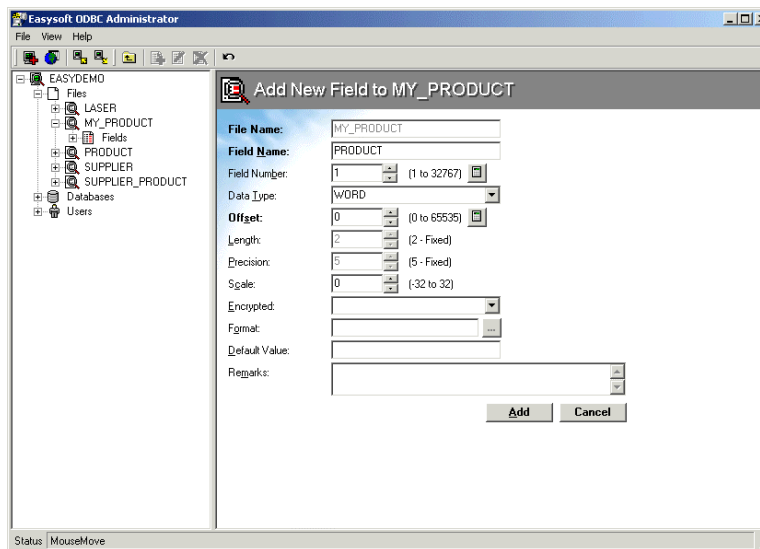 Easysoft ODBC Administrator
File View Help
EASYDEMO
Files
LASER
MY_PRODUCT
Fields
PRODUCT
SUPPLIER
SUPPLIER_PRODUCT
Databases
Users
Add New Field to MY_PRODUCT
File Name: MY_PRODUCT
Field Name: PRODUCT
Field Number: 1 (1 to 32767)
Data Type: WORD
Offset: 0 (0 to 65535)
Length: 2 (2 - Fixed)
Precision: 5 (5 - Fixed)
Scale: 0 (-32 to 32)
Encrypted:
Format: ...
Default Value:
Remarks:
Add Cancel
Status MouseMove